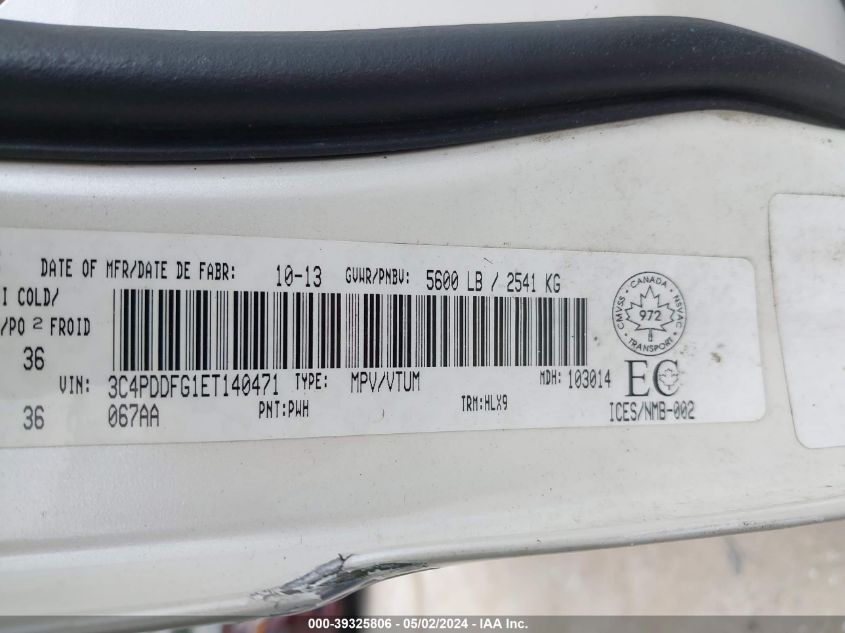 DATE OF MFR/DATE DE FABR: 10-13 GVWR/PNBV: 5600 LB / 2541 KG
I COLD/
/PO 2 FROID
36
VIN: 3C4PDDFG1ET140471 TYPE: MPV/VTUM MDH: 103014
36 067AA PNT:PWH TRM:HLX9
CANADA
CMVSS NSVAC
972
TRANSPORT
EC
ICES/NMB-002
000-39325806 - 05/02/2024 - IAA Inc.